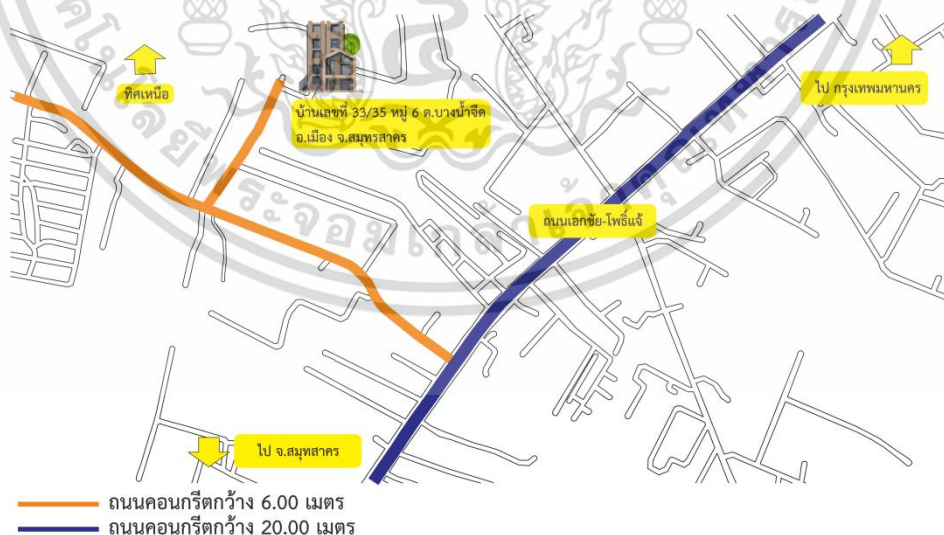 ทิศเหนือ
ไป กรุงเทพมหานคร
บ้านเลขที่ 33/35 หมู่ 6 ต.บางน้ำจืด
อ.เมือง จ.สมุทรสาคร
ถนนเอกชัย-โพธิ์แจ้
ไป จ.สมุทสาคร
ถนนคอนกรีตกว้าง 6.00 เมตร
ถนนคอนกรีตกว้าง 20.00 เมตร